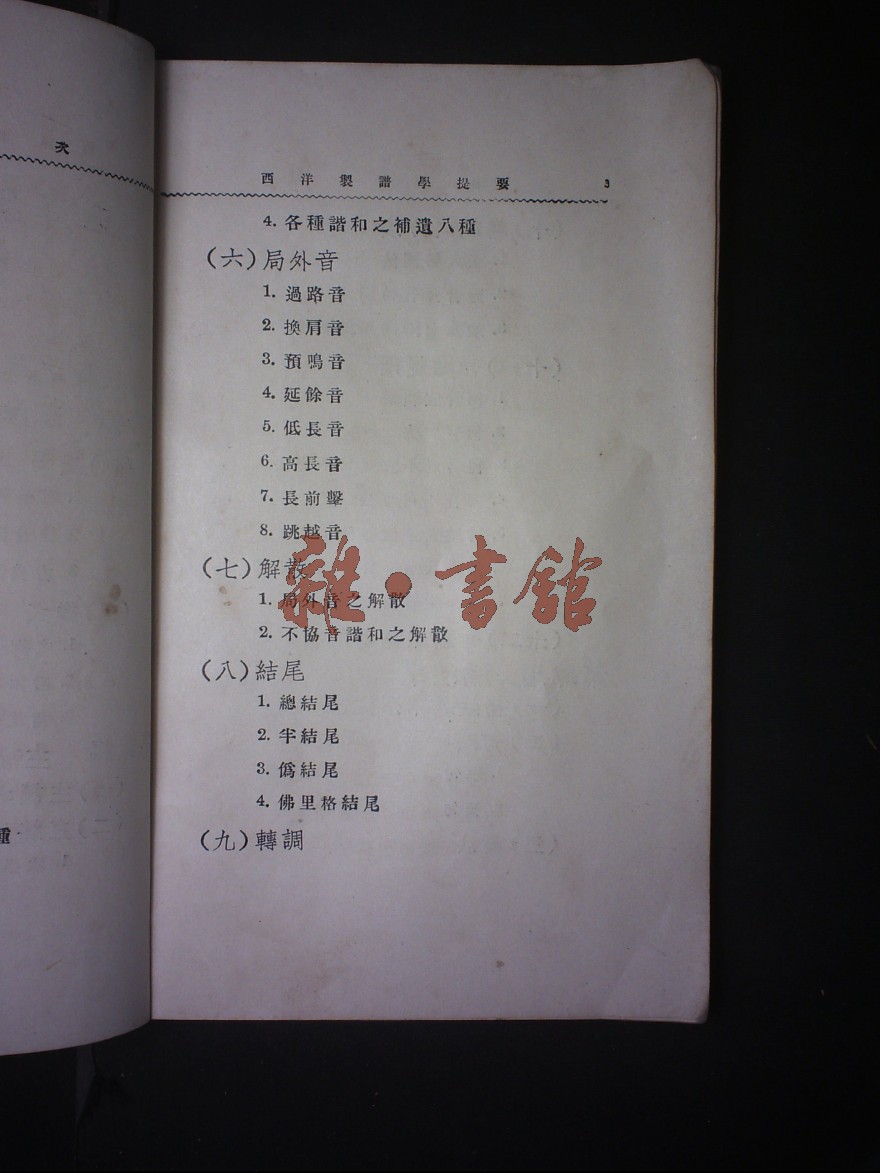 次
西洋製譜學提要 3
4. 各種諧和之補遺八種
(六)局外音
1. 過路音
2. 換肩音
3. 預鳴音
4. 延餘音
5. 低長音
6. 高長音
7. 長前擊
8. 跳越音
(七)解散
1. 局外音之解散
2. 不協音諧和之解散
(八)結尾
1. 總結尾
2. 半結尾
3. 僞結尾
4. 佛里格結尾
(九)轉調
種
雜·書館